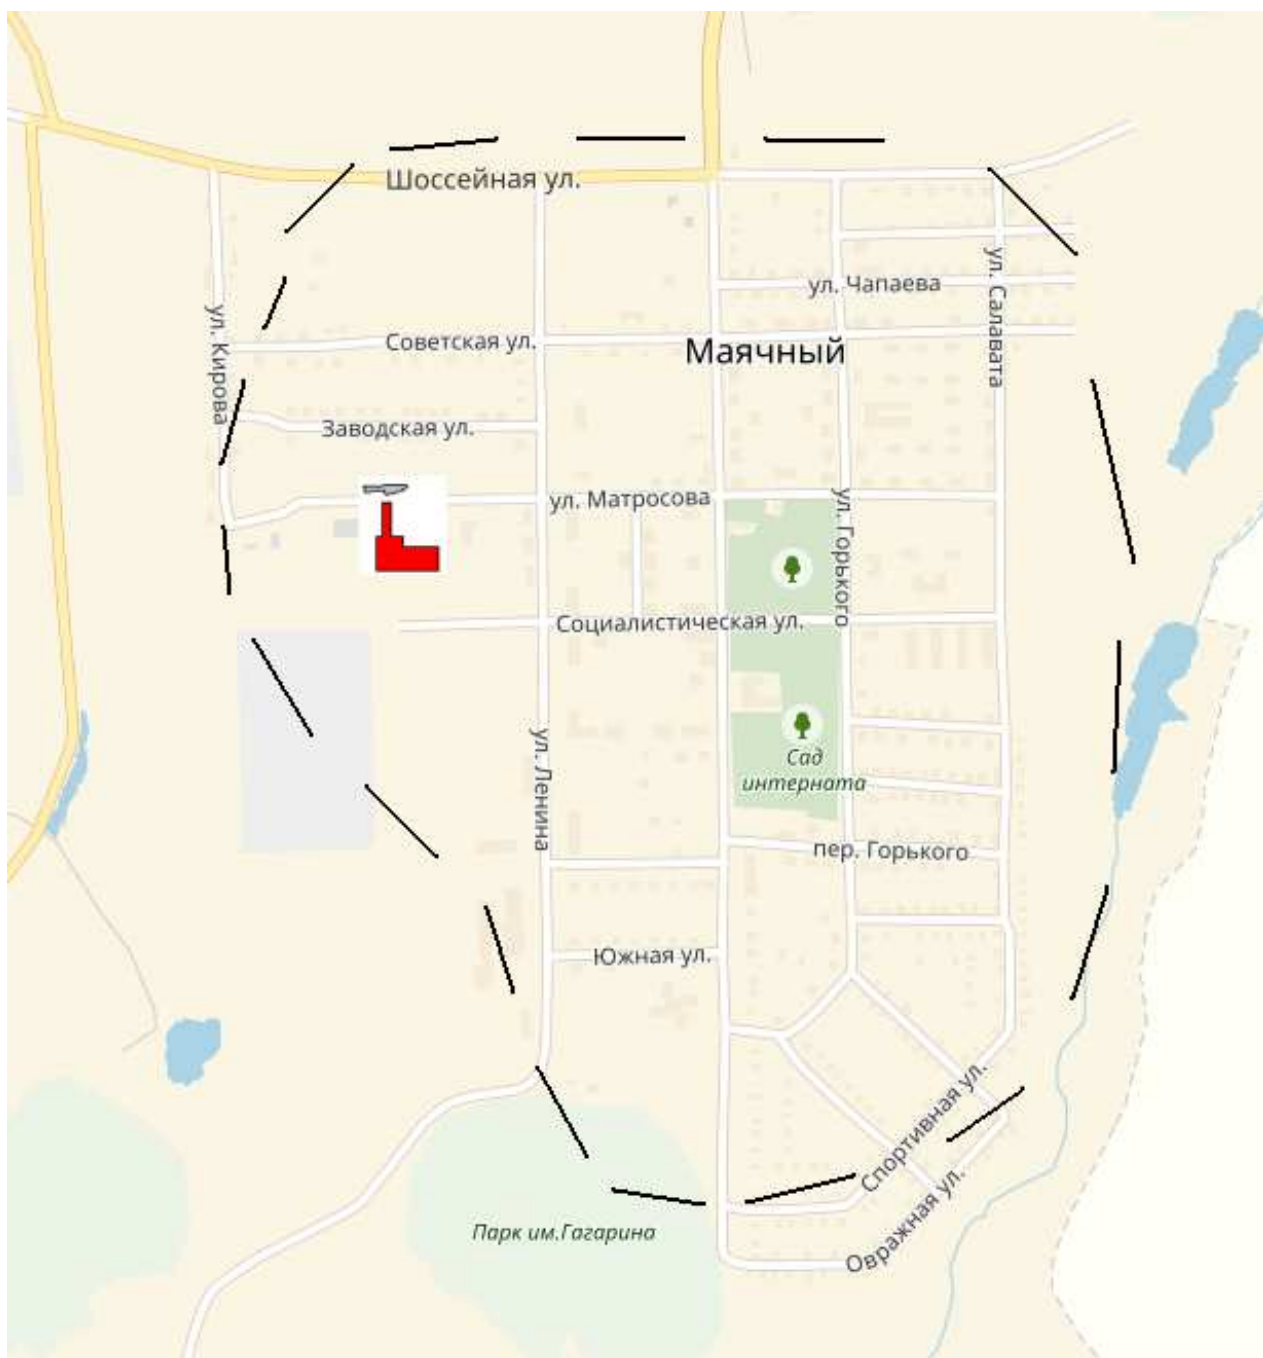 Шоссейная ул.
ул. Чапаева
ул. Салавата
ул. Кирова
Советская ул.
Маячный
Заводская ул.
ул. Матросова
ул. Горького
Социалистическая ул.
ул. Ленина
Сад
интерната
пер. Горького
Южная ул.
Спортивная ул.
Парк им.Гагарина
Овражная ул.